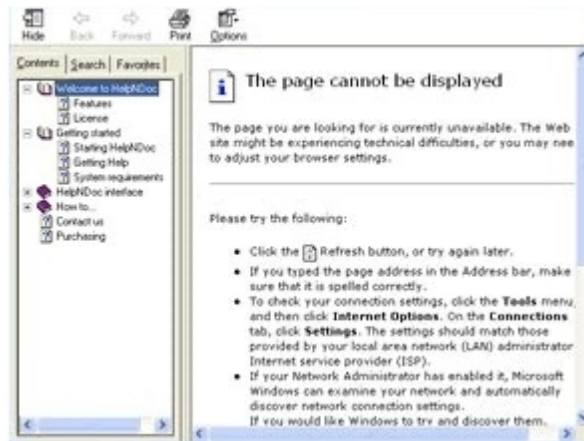 Hide Back Forward Print Options
Contents Search Favorites
Welcome to HelpNDoc
Features
License
Getting started
Starting HelpNDoc
Getting Help
System requirements
HelpNDoc interface
How to...
Contact us
Purchasing
The page cannot be displayed
The page you are looking for is currently unavailable. The Web
site might be experiencing technical difficulties, or you may nee
to adjust your browser settings.
Please try the following:
Click the Refresh button, or try again later.
If you typed the page address in the Address bar, make
sure that it is spelled correctly.
To check your connection settings, click the Tools menu,
and then click Internet Options. On the Connections
tab, click Settings. The settings should match those
provided by your local area network (LAN) administrator
Internet service provider (ISP).
If your Network Administrator has enabled it, Microsoft
Windows can examine your network and automatically
discover network connection settings.
If you would like Windows to try and discover them.